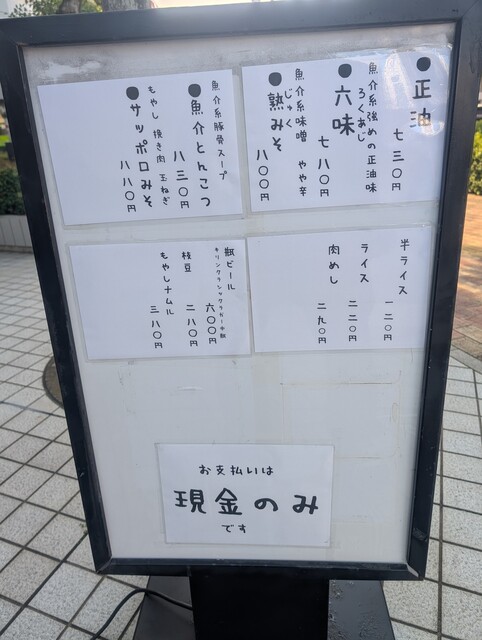 ●正油
七三〇円
魚介系強めの正油味
ろくあじ
●六味
七八〇円
魚介系味噌 やや辛
じゅく
●熟みそ
八〇〇円
魚介系豚骨スープ
●魚介とんこつ
八三〇円
もやし 挽き肉 玉ねぎ
●サッポロみそ
八八〇円
半ライス
一二〇円
ライス
二二〇円
肉めし
二九〇円
瓶ビール
キリンクラシックラガー中瓶
六〇〇円
枝豆
二八〇円
もやしナムル
三八〇円
お支払いは
現金のみ
です